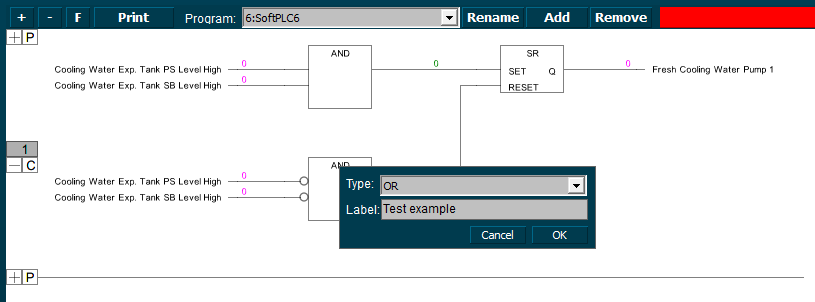 + - F Print Program: 6:SoftPLC6 Rename Add Remove
+ P
AND SR
Cooling Water Exp. Tank PS Level High 0 0 SET Q 0 Fresh Cooling Water Pump 1
Cooling Water Exp. Tank SB Level High 0 RESET
1
- C
AND
Cooling Water Exp. Tank PS Level High 0
Cooling Water Exp. Tank SB Level High 0
Type: OR
Label: Test example
Cancel OK
+ P